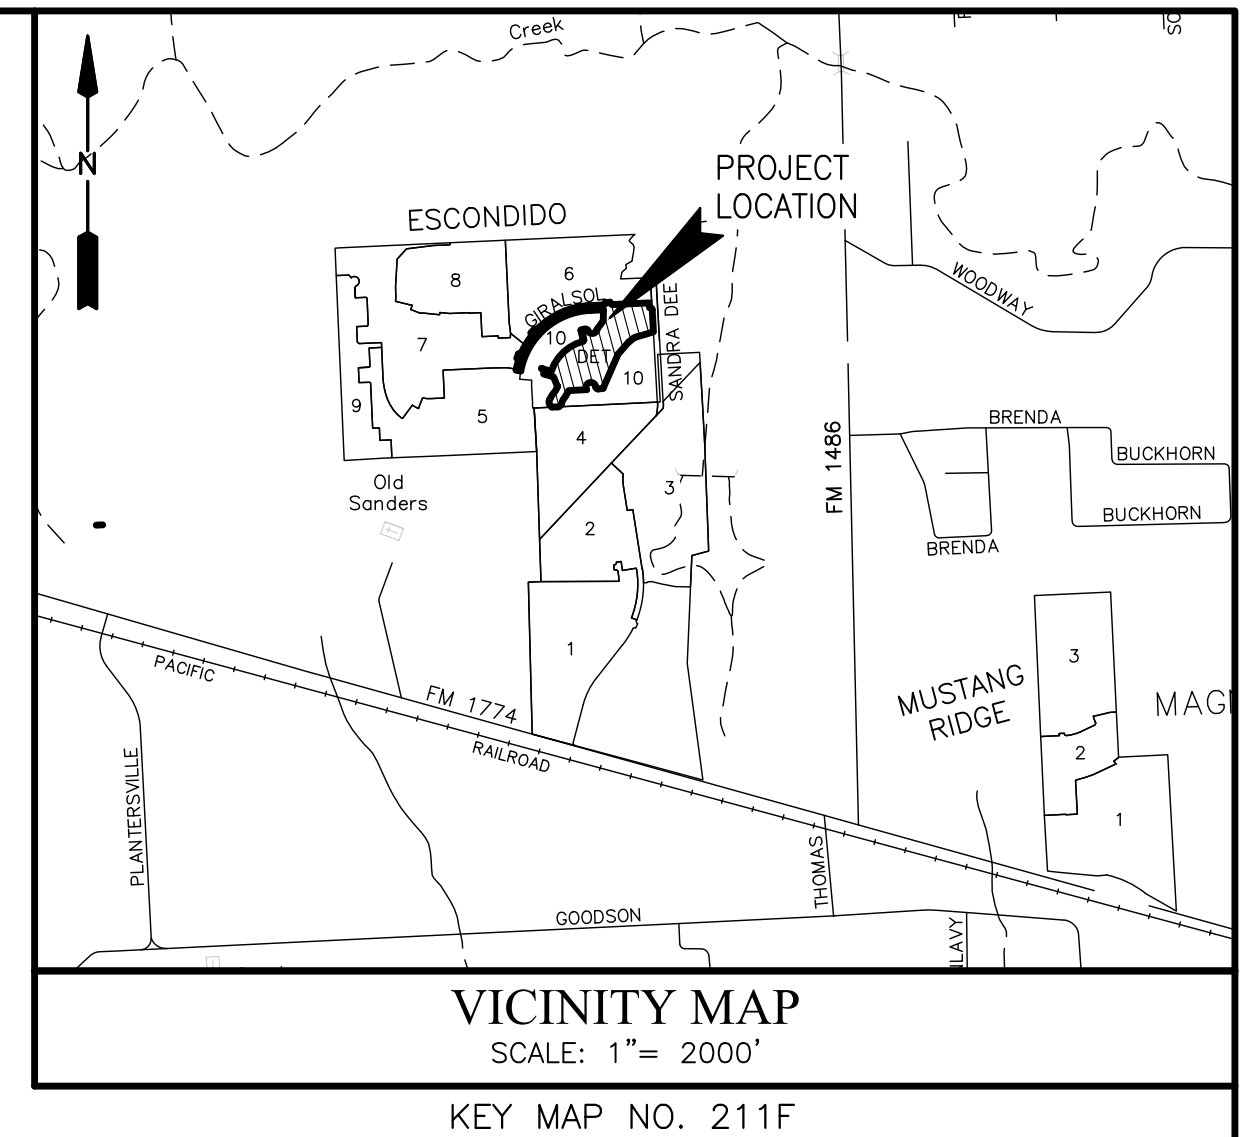 Creek
N
PROJECT
LOCATION
ESCONDIDO
8
6
WOODWAY
GIRALSOL
SANDRA DEE
10
7
DET
10
9
5
4
BRENDA
FM 1486
BUCKHORN
Old
Sanders
3
BUCKHORN
2
BRENDA
1
3
PACIFIC
MUSTANG
RIDGE
FM 1774
RAILROAD
2
PLANTERSVILLE
1
THOMAS
GOODSON
VICINITY MAP
SCALE: 1"= 2000'
KEY MAP NO. 211F